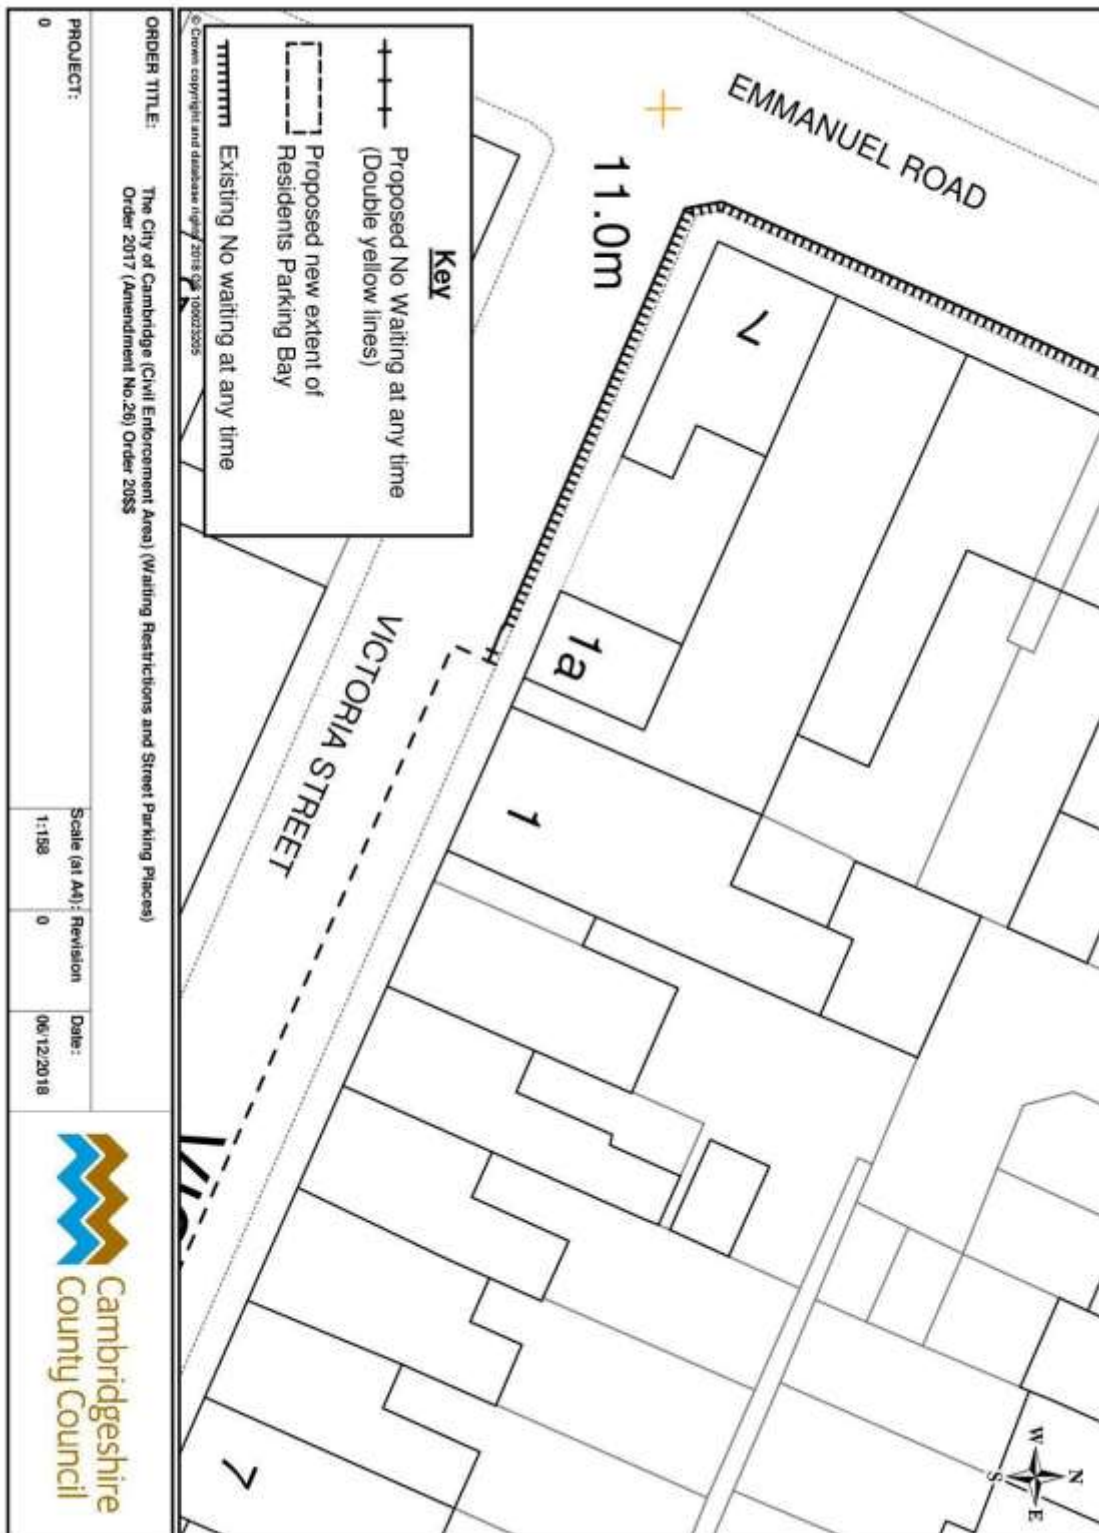 EMMANUEL ROAD
11.0m
7
1a
1
7
VICTORIA STREET
N
W
E
S
Key
Proposed No Waiting at any time
(Double yellow lines)
Proposed new extent of
Residents Parking Bay
Existing No waiting at any time
ORDER TITLE:
The City of Cambridge (Civil Enforcement Area) (Waiting Restrictions and Street Parking Places)
Order 2017 (Amendment No.26) Order 20$$
PROJECT:
0
Scale (at A4):
1:158
Revision
0
Date:
06/12/2018
Cambridgeshire
County Council